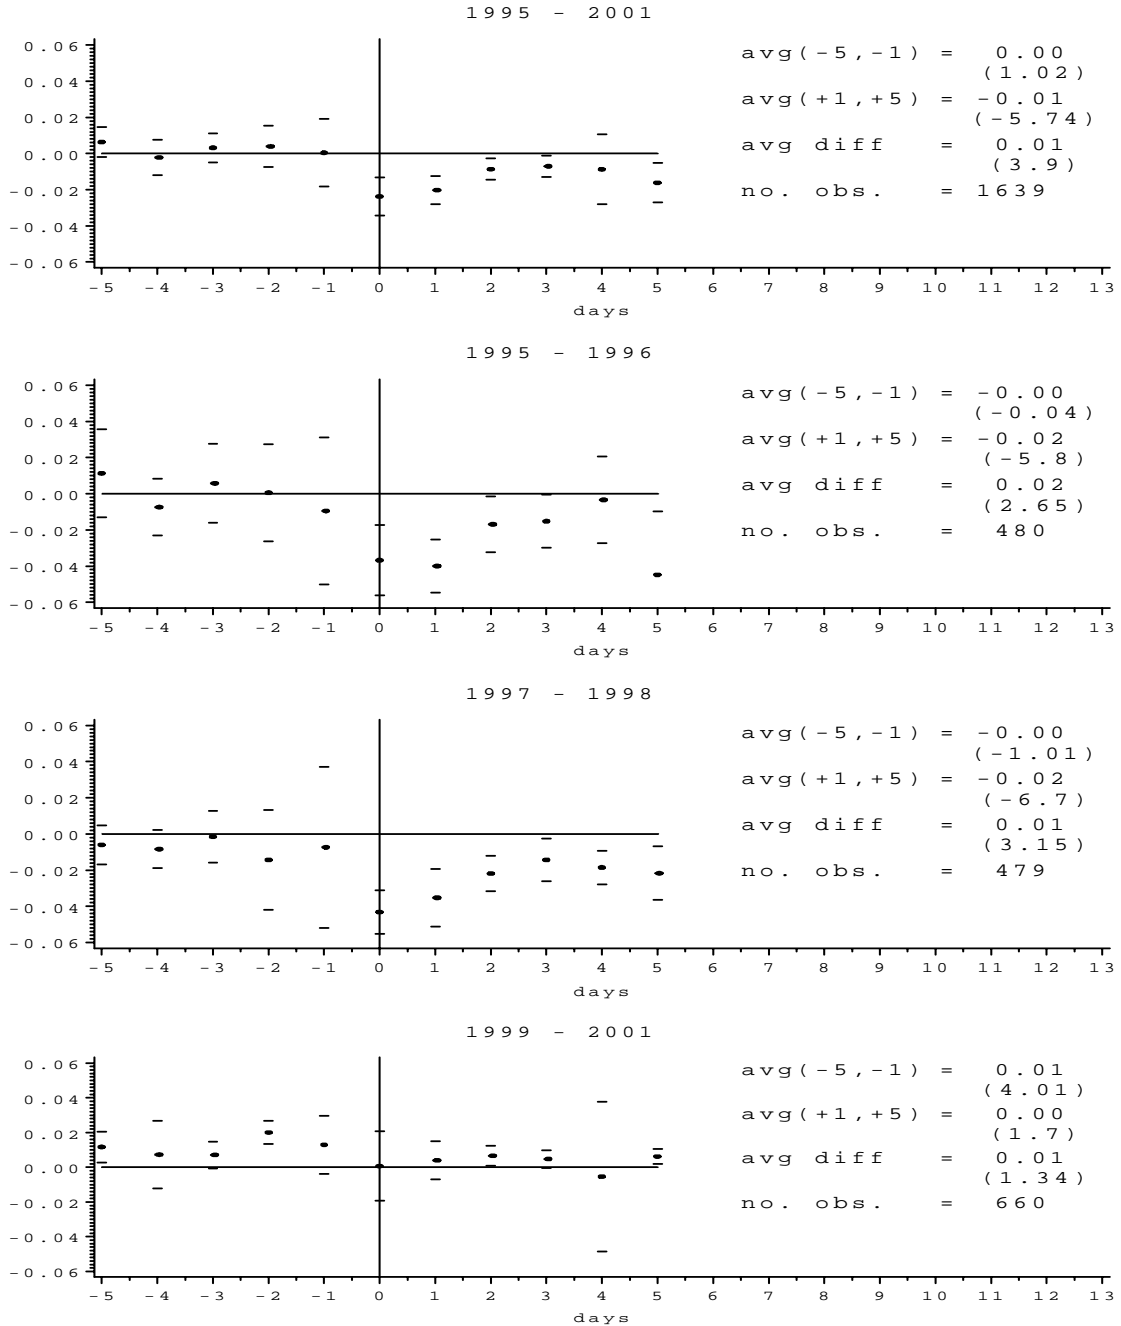 1995 - 2001
0.06
0.04
0.02
0.00
-0.02
-0.04
-0.06
avg(-5,-1) = 0.00
(1.02)
avg(+1,+5) = -0.01
(-5.74)
avg diff = 0.01
(3.9)
no. obs. = 1639
-5 -4 -3 -2 -1 0 1 2 3 4 5 6 7 8 9 10 11 12 13
days
1995 - 1996
0.06
0.04
0.02
0.00
-0.02
-0.04
-0.06
avg(-5,-1) = -0.00
(-0.04)
avg(+1,+5) = -0.02
(-5.8)
avg diff = 0.02
(2.65)
no. obs. = 480
-5 -4 -3 -2 -1 0 1 2 3 4 5 6 7 8 9 10 11 12 13
days
1997 - 1998
0.06
0.04
0.02
0.00
-0.02
-0.04
-0.06
avg(-5,-1) = -0.00
(-1.01)
avg(+1,+5) = -0.02
(-6.7)
avg diff = 0.01
(3.15)
no. obs. = 479
-5 -4 -3 -2 -1 0 1 2 3 4 5 6 7 8 9 10 11 12 13
days
1999 - 2001
0.06
0.04
0.02
0.00
-0.02
-0.04
-0.06
avg(-5,-1) = 0.01
(4.01)
avg(+1,+5) = 0.00
(1.7)
avg diff = 0.01
(1.34)
no. obs. = 660
-5 -4 -3 -2 -1 0 1 2 3 4 5 6 7 8 9 10 11 12 13
days